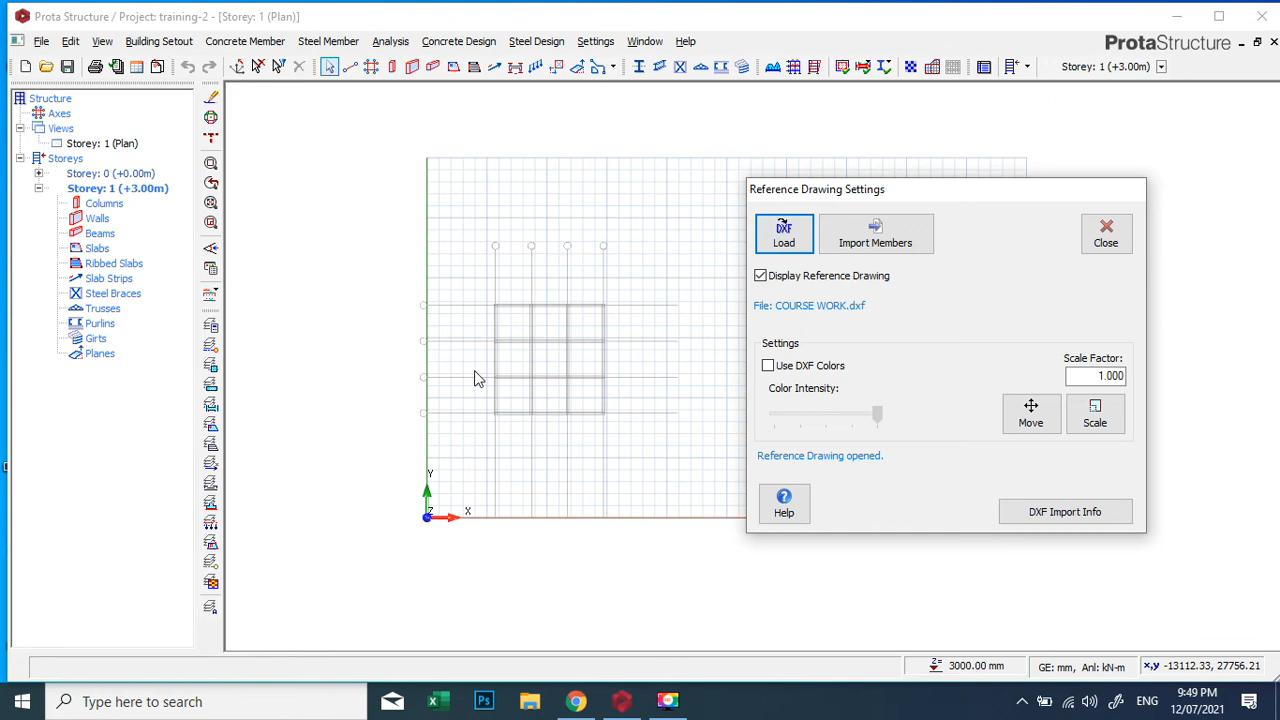 Prota Structure / Project: training-2 - [Storey: 1 (Plan)]
File Edit View Building Setout Concrete Member Steel Member Analysis Concrete Design Steel Design Settings Window Help
ProtaStructure
Storey: 1 (+3.00m)
Structure
Axes
Views
Storey: 1 (Plan)
Storeys
Storey: 0 (+0.00m)
Storey: 1 (+3.00m)
Columns
Walls
Beams
Slabs
Ribbed Slabs
Slab Strips
Steel Braces
Trusses
Purlins
Girts
Planes
Y
Z
X
Reference Drawing Settings
DXF
Load
Import Members
Close
Display Reference Drawing
File: COURSE WORK.dxf
Settings
Use DXF Colors
Color Intensity:
Scale Factor:
1.000
Move
Scale
Reference Drawing opened.
Help
DXF Import Info
Z= 3000.00 mm
GE: mm, Anl: kN-m
x,y -13112.33, 27756.21
Type here to search
ENG
9:49 PM
12/07/2021